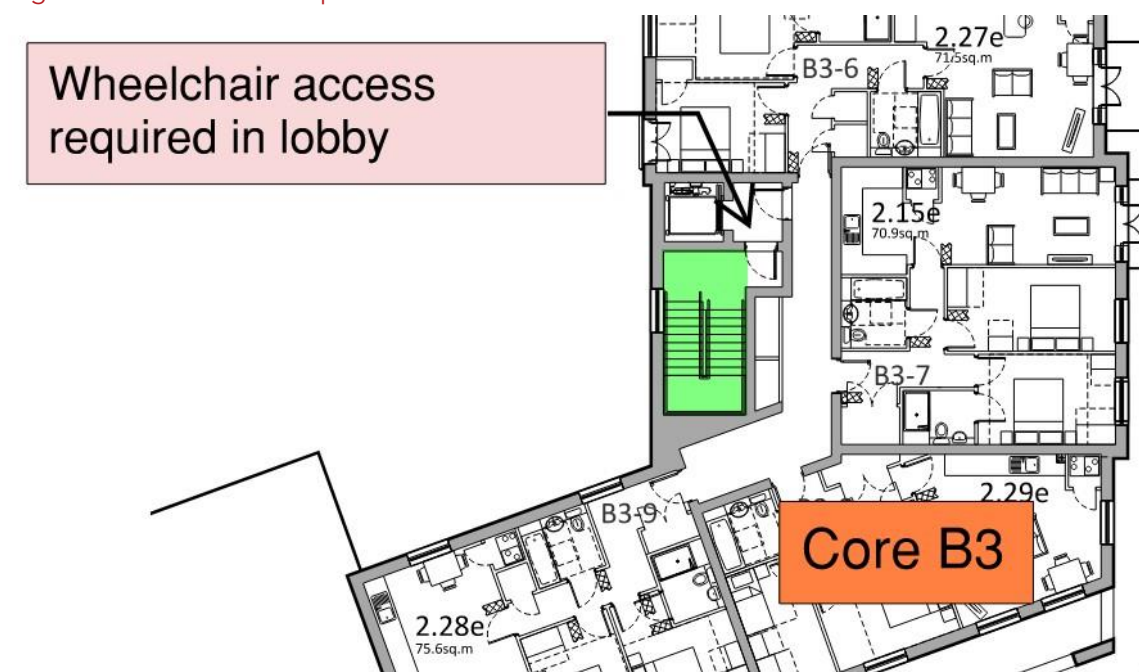 Wheelchair access
required in lobby
2.27e
71.5sq.m
B3-6
2.15e
70.9sq.m
B3-7
2.29e
B3-9
Core B3
2.28e
75.6sq.m